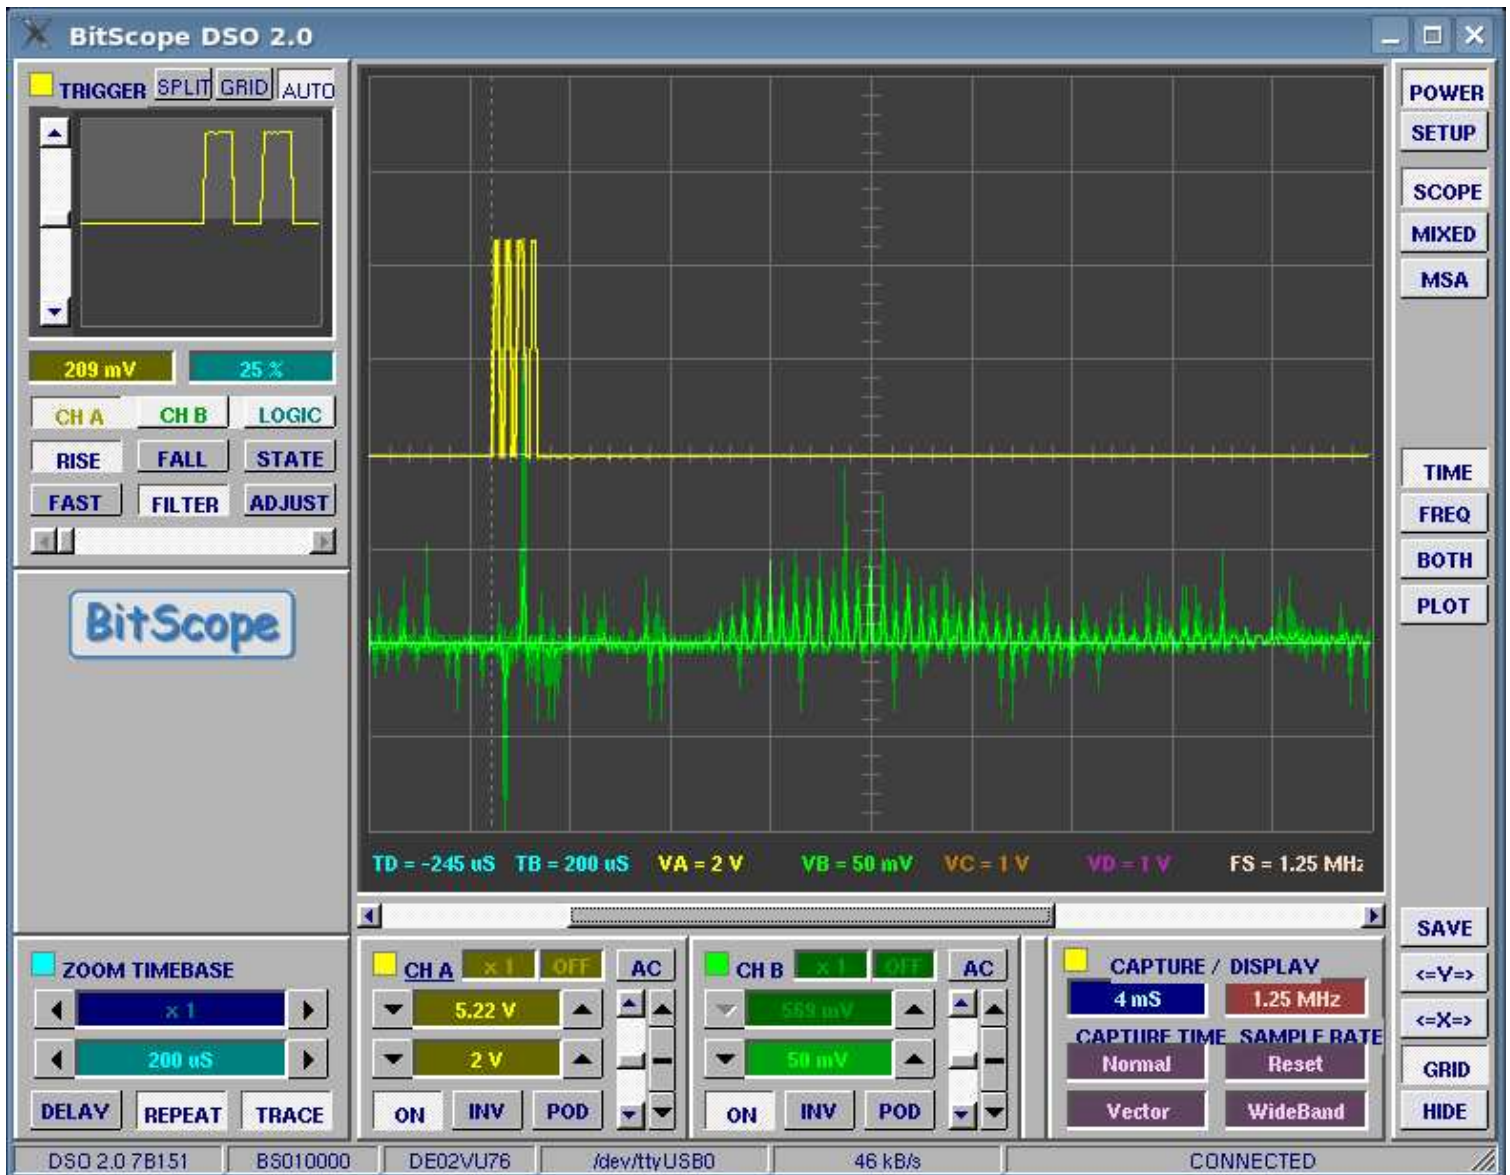 BitScope DSO 2.0
TRIGGER SPLIT GRID AUTO
209 mV 25 %
CH A CH B LOGIC
RISE FALL STATE
FAST FILTER ADJUST
BitScope
TD = -245 uS TB = 200 uS VA = 2 V VB = 50 mV VC = 1 V VD = 1 V FS = 1.25 MHz
POWER
SETUP
SCOPE
MIXED
MSA
TIME
FREQ
BOTH
PLOT
SAVE
<=Y=>
<=X=>
GRID
HIDE
ZOOM TIMEBASE
x 1
200 uS
DELAY REPEAT TRACE
CH A x 1 OFF AC
5.22 V
2 V
ON INV POD
CH B x 1 OFF AC
569 mV
50 mV
ON INV POD
CAPTURE / DISPLAY
4 mS 1.25 MHz
CAPTURE TIME SAMPLE RATE
Normal Reset
Vector WideBand
DSO 2.0 7B151 BS010000 DE02VU76 /dev/ttyUSB0 46 kB/s CONNECTED